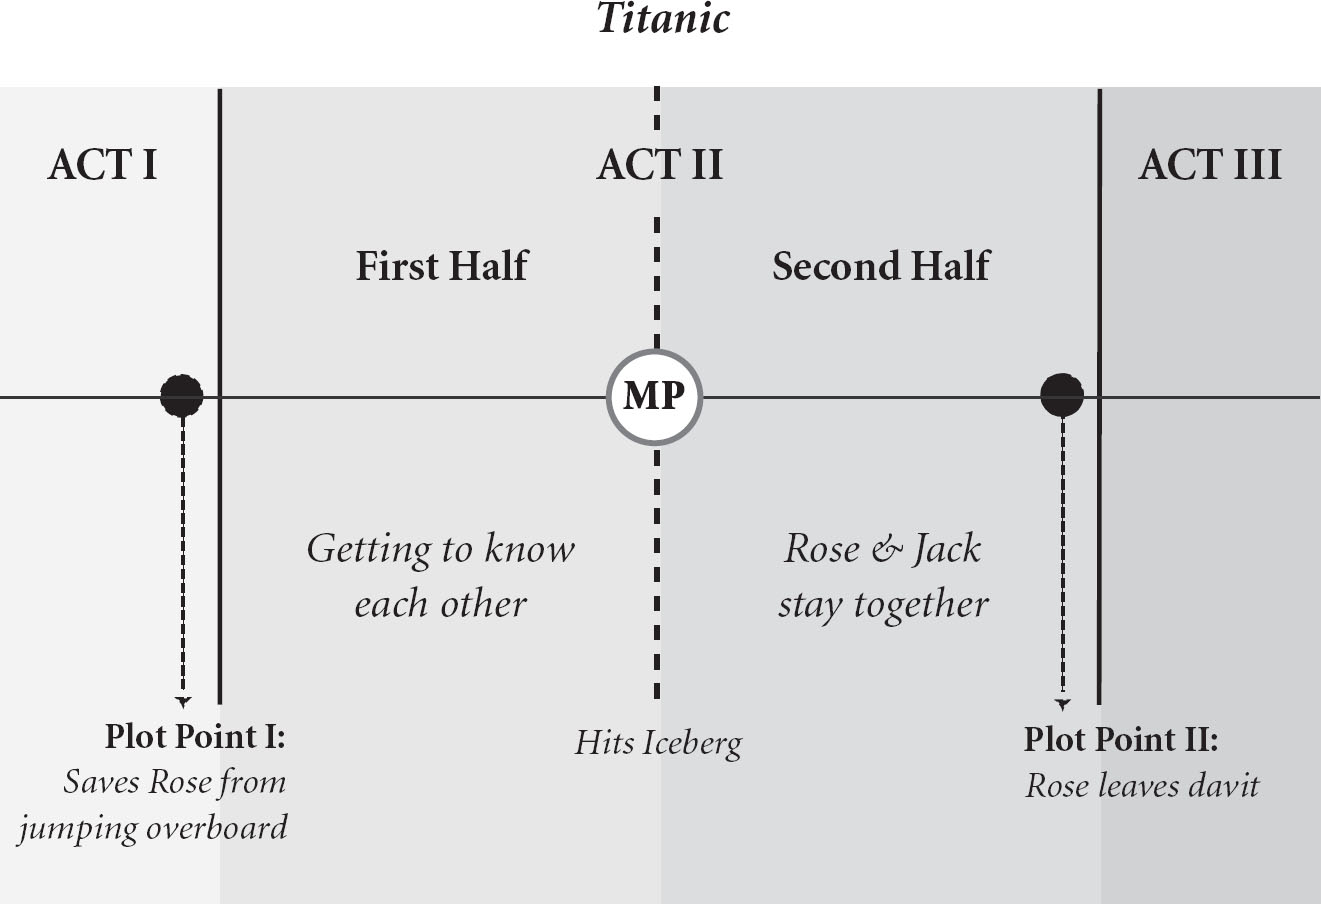 Titanic
ACT I
ACT II
ACT III
First Half
Second Half
MP
Getting to know
each other
Rose & Jack
stay together
Plot Point I:
Saves Rose from
jumping overboard
Hits Iceberg
Plot Point II:
Rose leaves davit